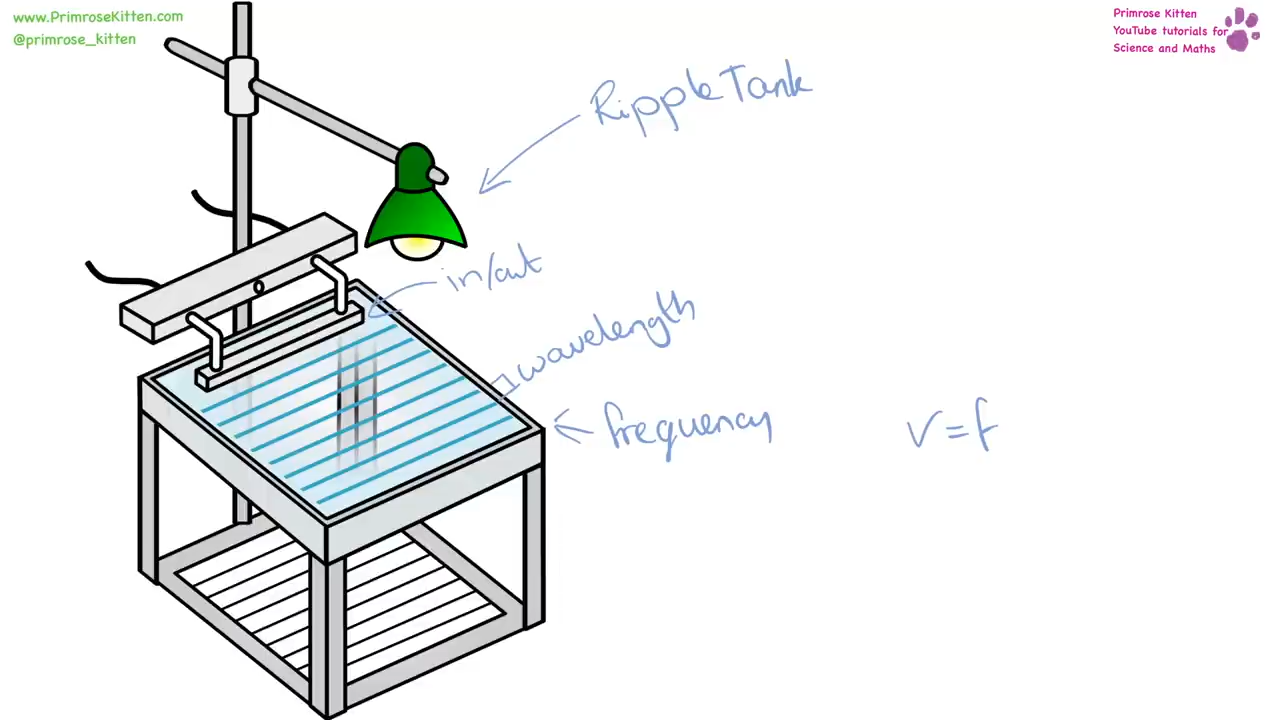 www.PrimroseKitten.com
@primrose_kitten
Primrose Kitten
YouTube tutorials for
Science and Maths
Ripple Tank
in/out
wavelength
frequency
v=f